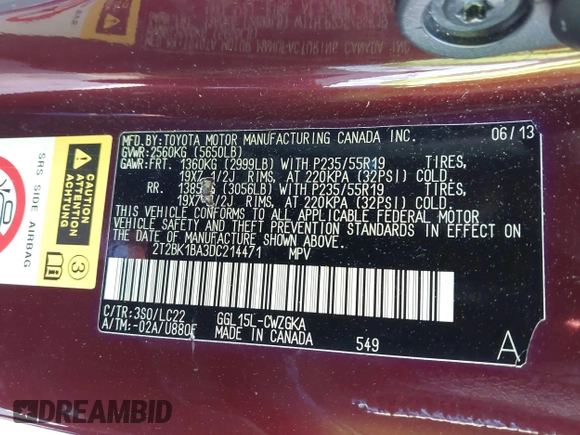 MFD.BY:TOYOTA MOTOR MANUFACTURING CANADA INC. 06/13
GVWR:2560KG (5650LB)
GAWR:FRT. 1360KG (2999LB) WITH P235/55R19 TIRES,
19X7 1/2J RIMS, AT 220KPA (32PSI) COLD.
RR. (3056LB) WITH P235/55R19 TIRES,
1/2J RIMS, AT 220KPA (32PSI) COLD.
THIS VEHICLE CONFORMS TO ALL APPLICABLE FEDERAL MOTOR
VEHICLE SAFETY AND THEFT PREVENTION STANDARDS IN EFFECT ON
THE DATE OF MANUFACTURE SHOWN ABOVE.
2T2BK1BA3DC214471 MPV
C/TR:3S0/LC22 GGL15L-CWZGKA
A/TM:-02A/U880F MADE IN CANADA 549 A
SRS SIDE AIRBAG
CAUTION / ACHTUNG
3
DREAMBID